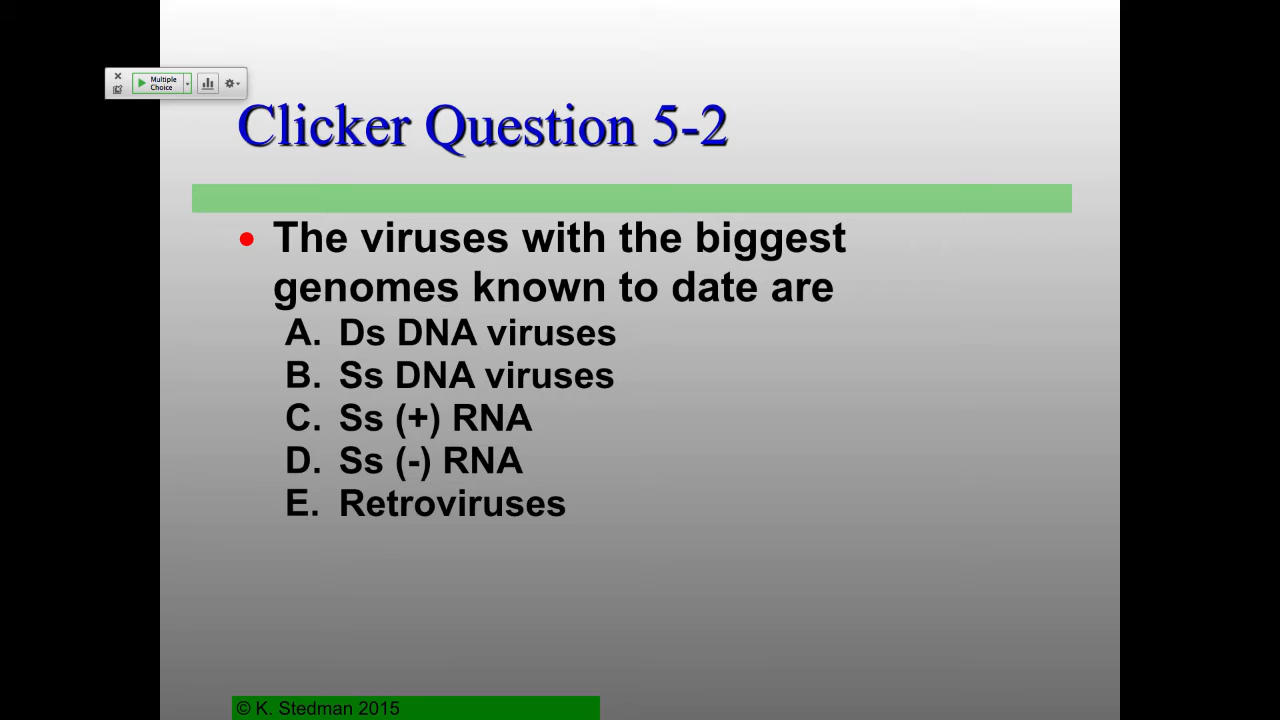 Multiple
Choice
Clicker Question 5-2
• The viruses with the biggest
genomes known to date are
A. Ds DNA viruses
B. Ss DNA viruses
C. Ss (+) RNA
D. Ss (-) RNA
E. Retroviruses
© K. Stedman 2015